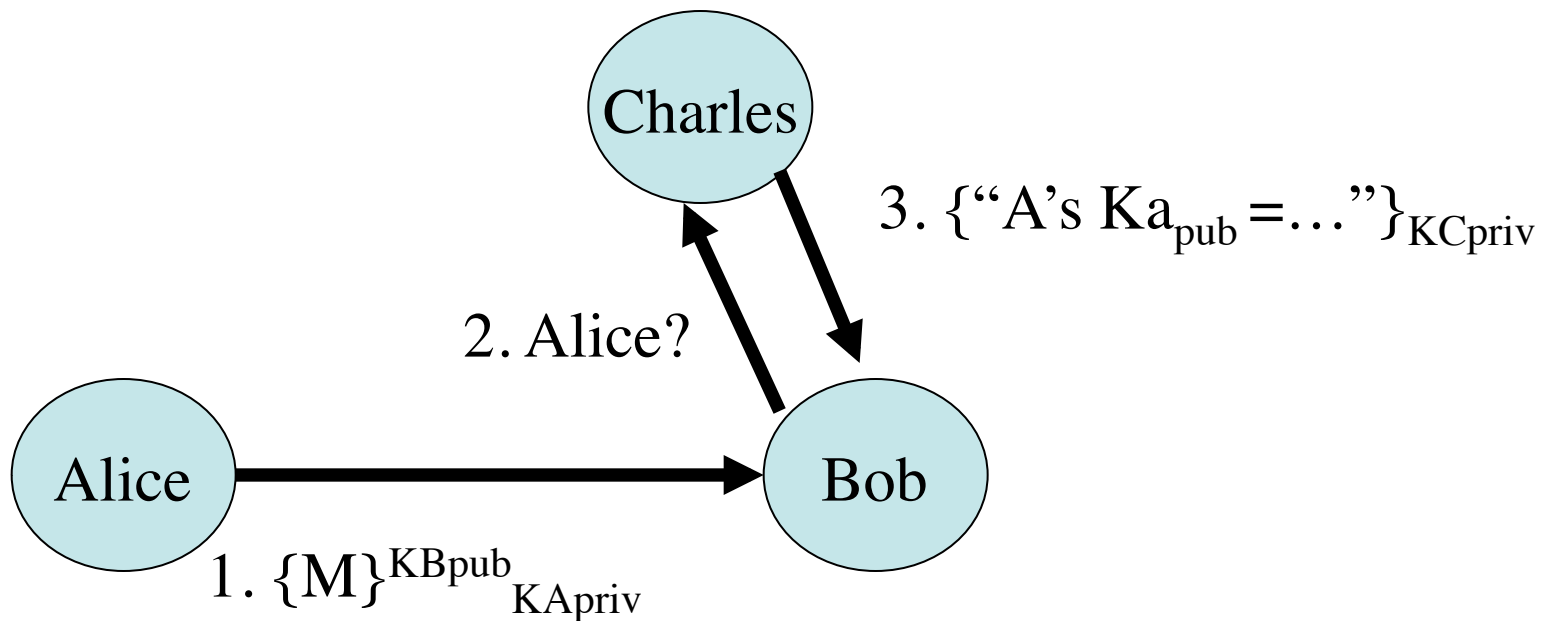 Charles
3. {“A’s Ka_pub =…”}_KCpriv
2. Alice?
Alice
Bob
1. {M}^KBpub_KApriv